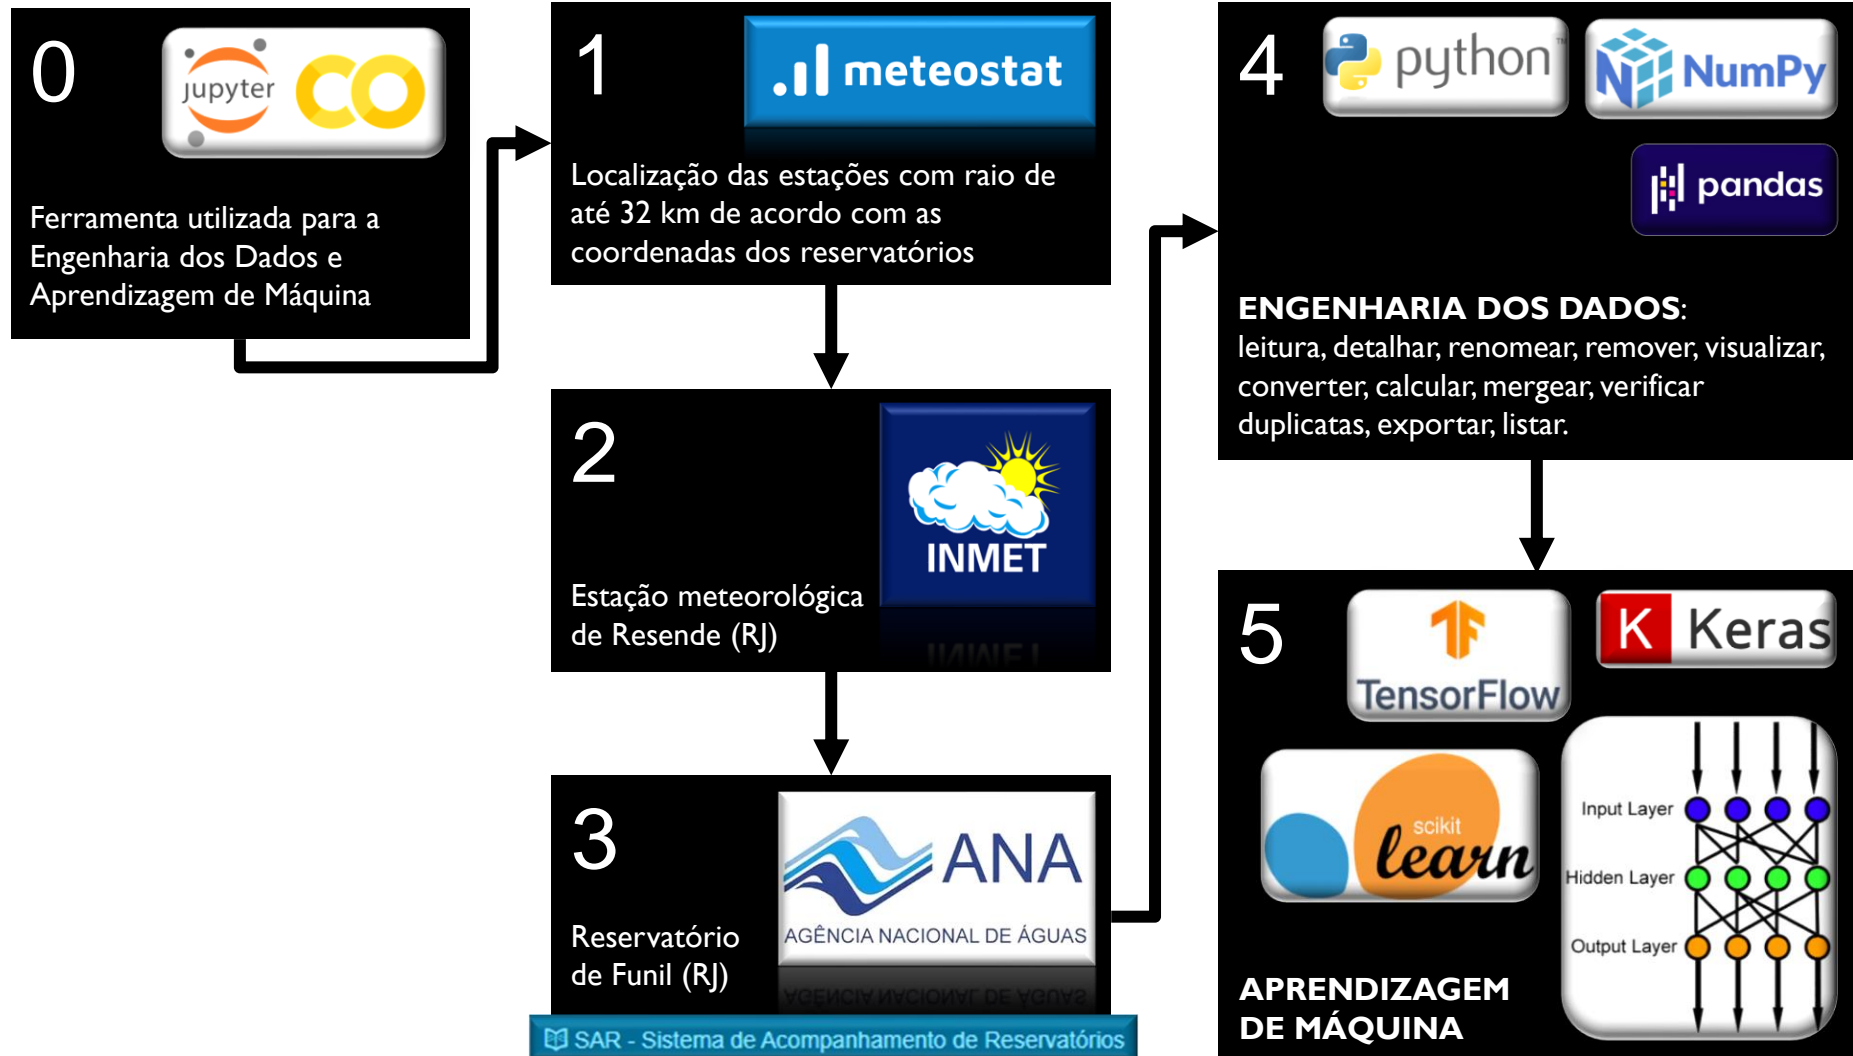 0
jupyter
CO
Ferramenta utilizada para a
Engenharia dos Dados e
Aprendizagem de Máquina
1
meteostat
Localização das estações com raio de
até 32 km de acordo com as
coordenadas dos reservatórios
2
INMET
Estação meteorológica
de Resende (RJ)
3
ANA
AGÊNCIA NACIONAL DE ÁGUAS
Reservatório
de Funil (RJ)
SAR - Sistema de Acompanhamento de Reservatórios
4
python™
NumPy
pandas
ENGENHARIA DOS DADOS:
leitura, detalhar, renomear, remover, visualizar,
converter, calcular, mergear, verificar
duplicatas, exportar, listar.
5
TensorFlow
K Keras
scikit
learn
Input Layer
Hidden Layer
Output Layer
APRENDIZAGEM
DE MÁQUINA